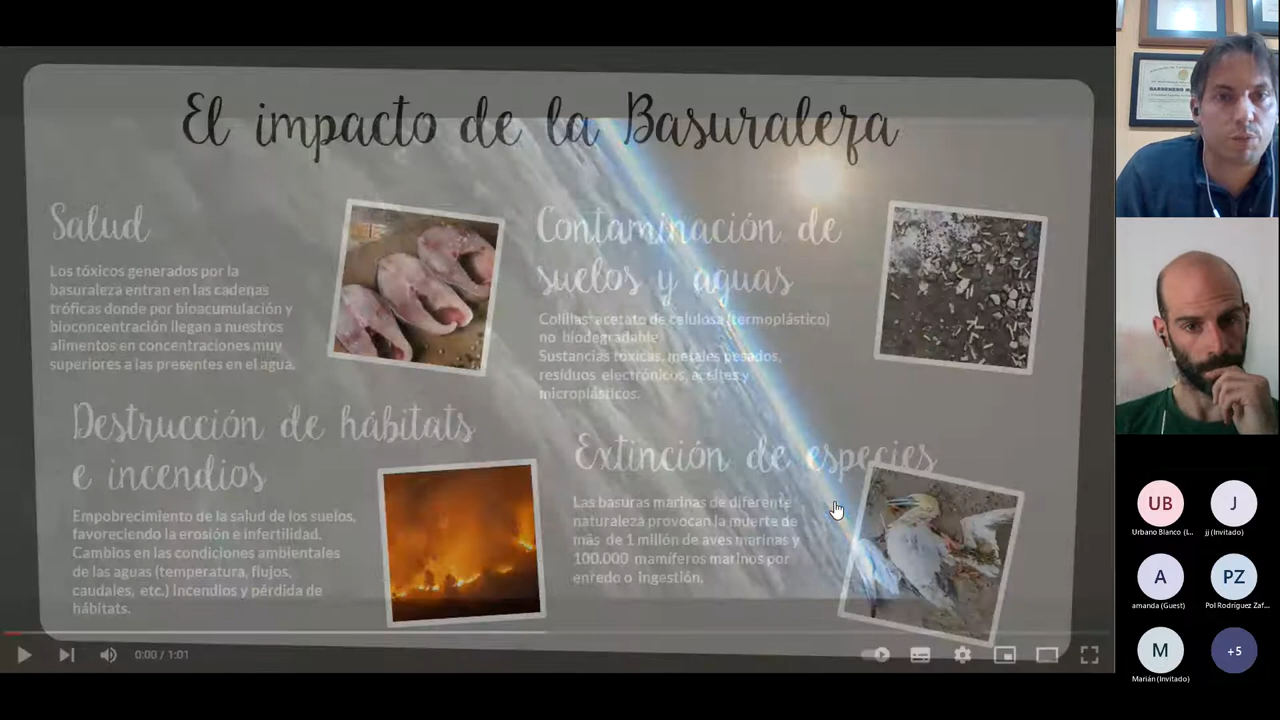 El impacto de la Basuraleza
Salud
Los tóxicos generados por la
basuraleza entran en las cadenas
tróficas donde por bioacumulación y
bioconcentración llegan a nuestros
alimentos en concentraciones muy
superiores a las presentes en el agua.
Contaminación de
suelos y aguas
Colillas: acetato de celulosa (termoplástico)
no biodegradable
Sustancias tóxicas, metales pesados,
residuos electrónicos, aceites y
microplásticos.
Destrucción de hábitats
e incendios
Empobrecimiento de la salud de los suelos,
favoreciendo la erosión e infertilidad.
Cambios en las condiciones ambientales
de las aguas (temperatura, flujos,
caudales, etc.) Incendios y pérdida de
hábitats.
Extinción de especies
Las basuras marinas de diferente
naturaleza provocan la muerte de
más de 1 millón de aves marinas y
100.000 mamíferos marinos por
enredo o ingestión.
0:00 / 1:01
UB
Urbano Blanco (I...
J
jj (Invitado)
A
amanda (Guest)
PZ
Pol Rodríguez Zaf...
M
Marián (Invitado)
+5